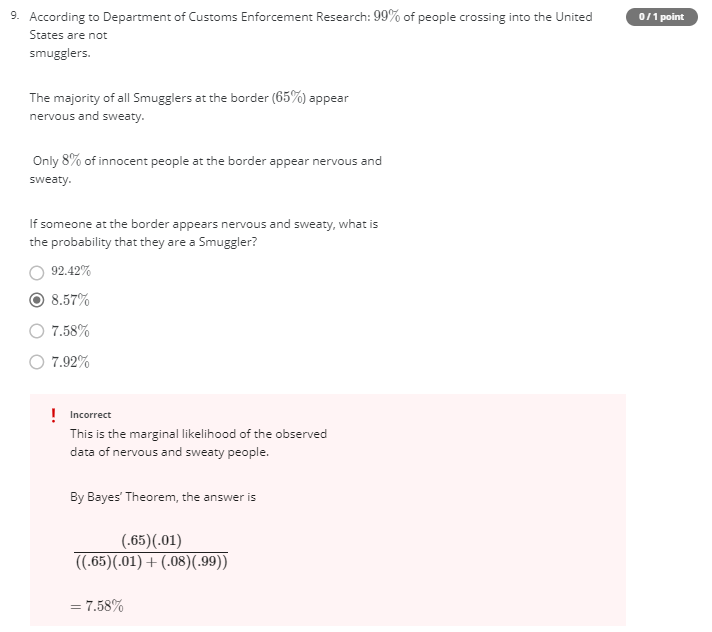 9. According to Department of Customs Enforcement Research: 99% of people crossing into the United
0 / 1 point
States are not
smugglers.
The majority of all Smugglers at the border (65%) appear
nervous and sweaty.
Only 8% of innocent people at the border appear nervous and
sweaty.
If someone at the border appears nervous and sweaty, what is
the probability that they are a Smuggler?
92.42%
8.57%
7.58%
7.92%
! Incorrect
This is the marginal likelihood of the observed
data of nervous and sweaty people.
By Bayes' Theorem, the answer is
(.65)(.01)
((.65)(.01) + (.08)(.99))
= 7.58%